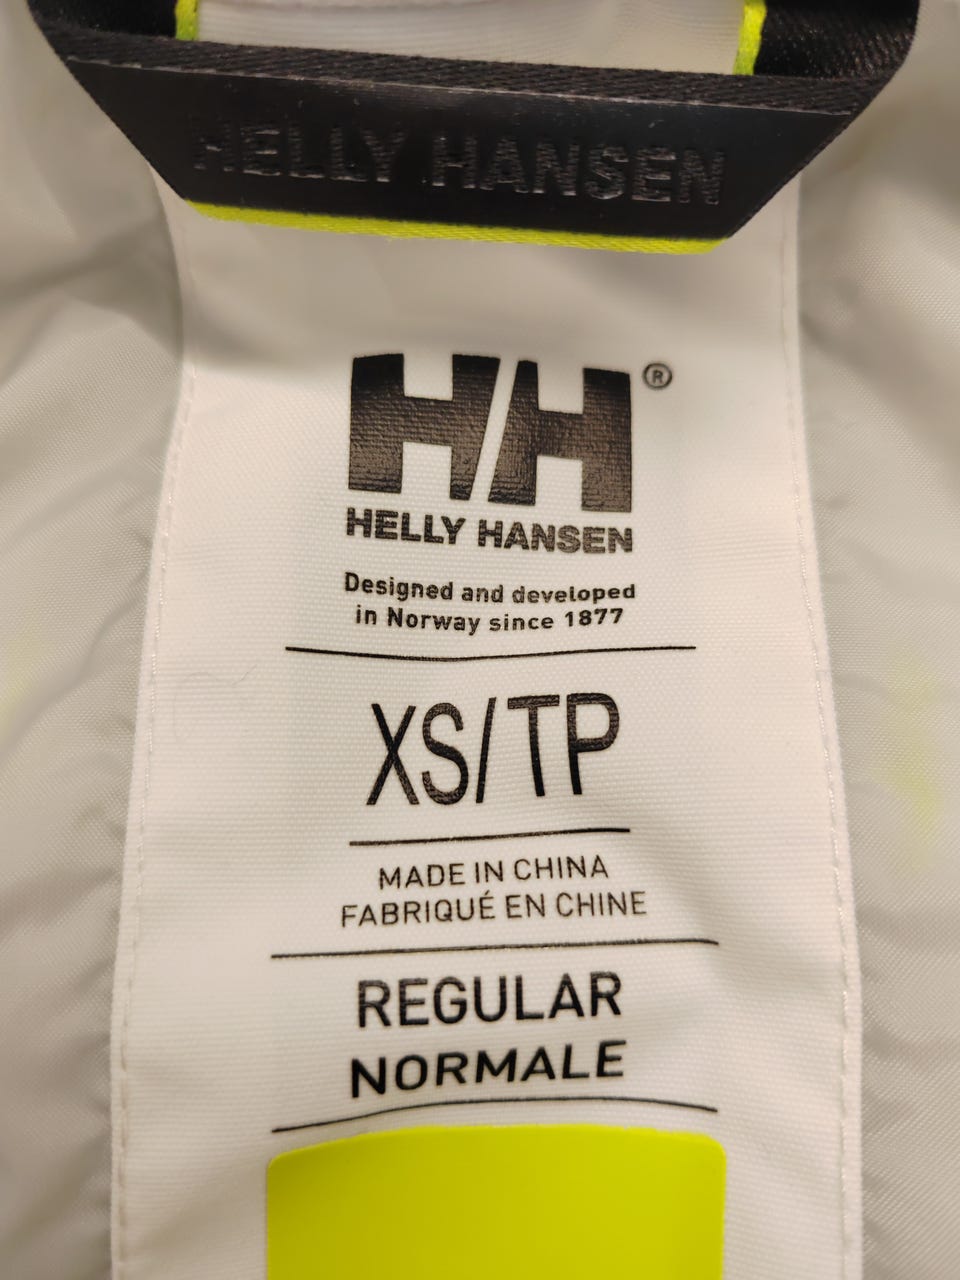 HELLY HANSEN
HH®
HELLY HANSEN
Designed and developed
in Norway since 1877
XS/TP
MADE IN CHINA
FABRIQUÉ EN CHINE
REGULAR
NORMALE